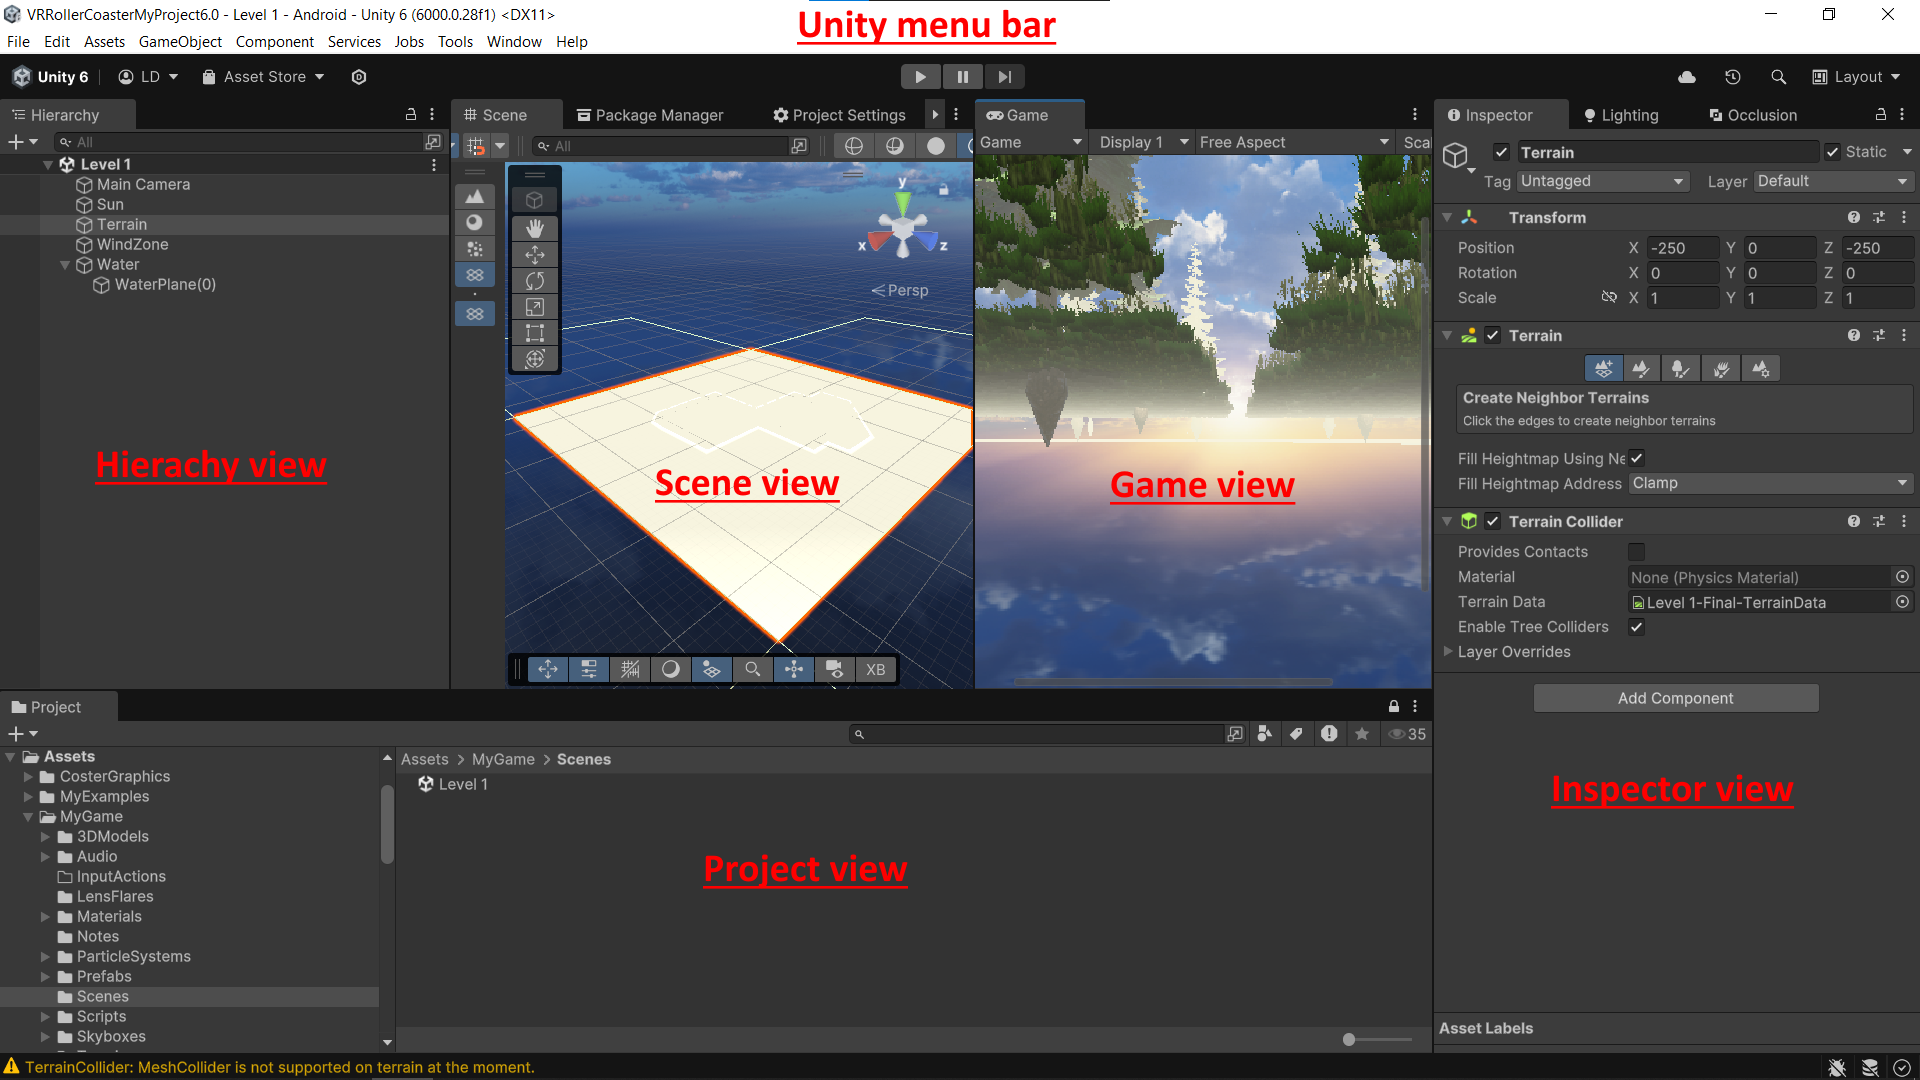 VRRollerCoasterMyProject6.0 - Level 1 - Android - Unity 6 (6000.0.28f1) <DX11>
Unity menu bar
File Edit Assets GameObject Component Services Jobs Tools Window Help
Unity 6 LD Asset Store Layout
Hierarchy
All
Level 1
Main Camera
Sun
Terrain
WindZone
Water
WaterPlane(0)
Hierachy view
Scene Package Manager Project Settings
All
y
x z
Persp
Scene view
XB
Game
Game Display 1 Free Aspect Scal
Game view
Inspector Lighting Occlusion
Terrain Static
Tag Untagged Layer Default
Transform
Position X -250 Y 0 Z -250
Rotation X 0 Y 0 Z 0
Scale X 1 Y 1 Z 1
Terrain
Create Neighbor Terrains
Click the edges to create neighbor terrains
Fill Heightmap Using Ne
Fill Heightmap Address Clamp
Terrain Collider
Provides Contacts
Material None (Physics Material)
Terrain Data Level 1-Final-TerrainData
Enable Tree Colliders
Layer Overrides
Add Component
Inspector view
Asset Labels
Project
35
Assets
CosterGraphics
MyExamples
MyGame
3DModels
Audio
InputActions
LensFlares
Materials
Notes
ParticleSystems
Prefabs
Scenes
Scripts
Skyboxes
Assets > MyGame > Scenes
Level 1
Project view
TerrainCollider: MeshCollider is not supported on terrain at the moment.